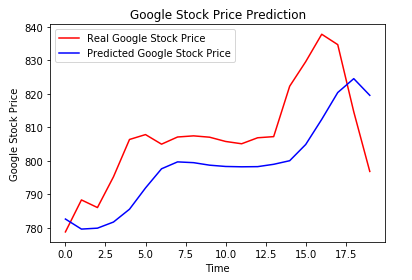 Google Stock Price Prediction
Real Google Stock Price
Predicted Google Stock Price
Google Stock Price
840
830
820
810
800
790
780
0.0 2.5 5.0 7.5 10.0 12.5 15.0 17.5
Time